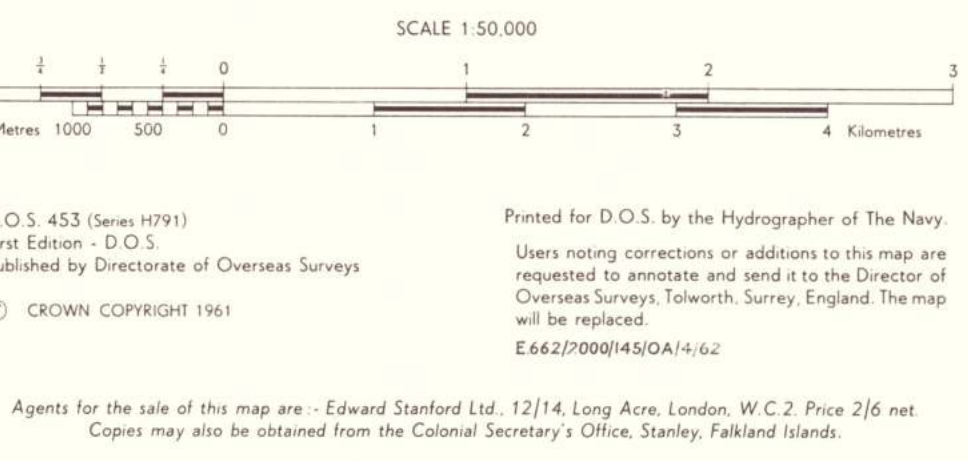 SCALE 1:50,000
¾ ½ ¼ 0 1 2 3
Metres 1000 500 0 1 2 3 4 Kilometres
.O.S. 453 (Series H791)
rst Edition - D.O.S.
ublished by Directorate of Overseas Surveys
CROWN COPYRIGHT 1961
Printed for D.O.S. by the Hydrographer of The Navy.
Users noting corrections or additions to this map are
requested to annotate and send it to the Director of
Overseas Surveys, Tolworth, Surrey, England. The map
will be replaced.
E.662/2000/145/OA/4/62
Agents for the sale of this map are :- Edward Stanford Ltd., 12/14, Long Acre, London, W.C.2. Price 2/6 net.
Copies may also be obtained from the Colonial Secretary's Office, Stanley, Falkland Islands.